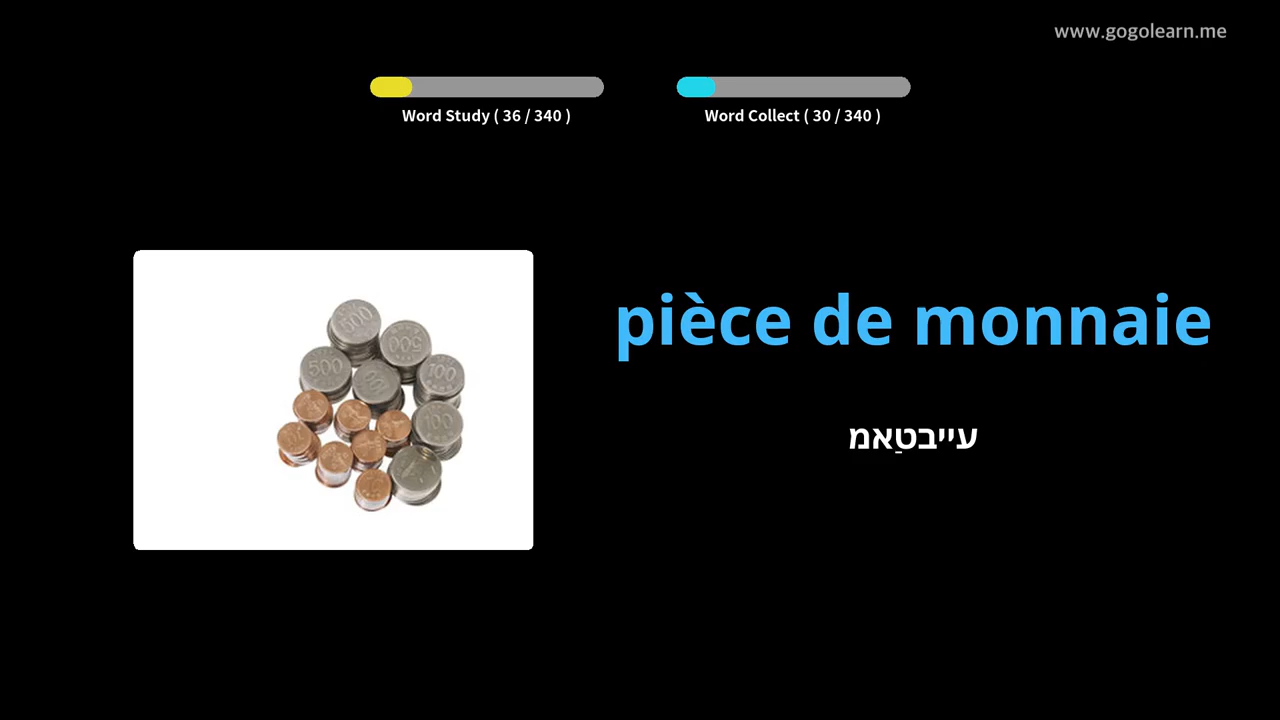 www.gogolearn.me
Word Study ( 36 / 340 )
Word Collect ( 30 / 340 )
pièce de monnaie
עייבטַאמ